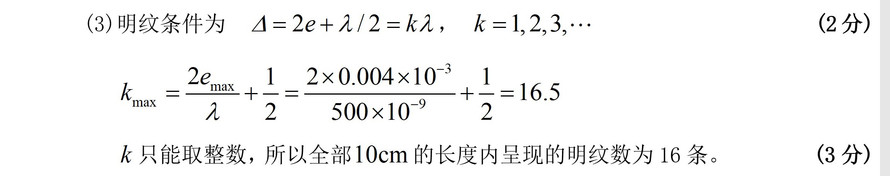 (3)明纹条件为 Δ=2e+λ/2=kλ, k=1,2,3,⋯ (2分)
k_max = 2e_max/λ + 1/2 = (2×0.004×10⁻³)/(500×10⁻⁹) + 1/2 = 16.5
k只能取整数，所以全部10cm的长度内呈现的明纹数为16条。 (3分)